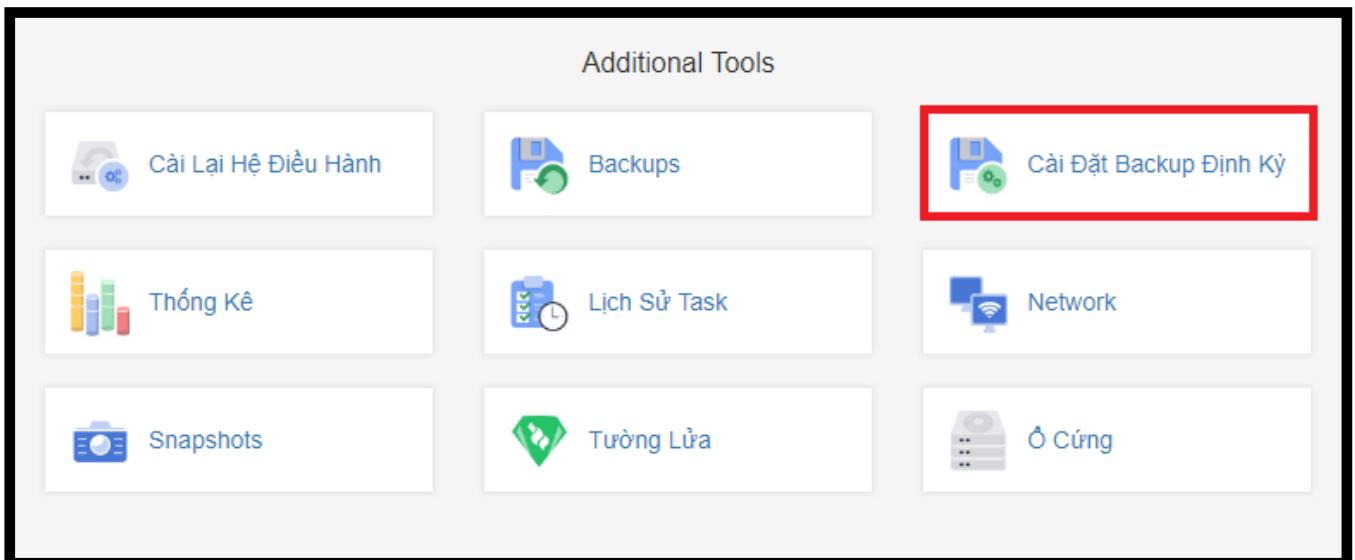 Additional Tools
Cài Lại Hệ Điều Hành
Backups
Cài Đặt Backup Định Kỳ
Thống Kê
Lịch Sử Task
Network
Snapshots
Tường Lửa
Ổ Cứng